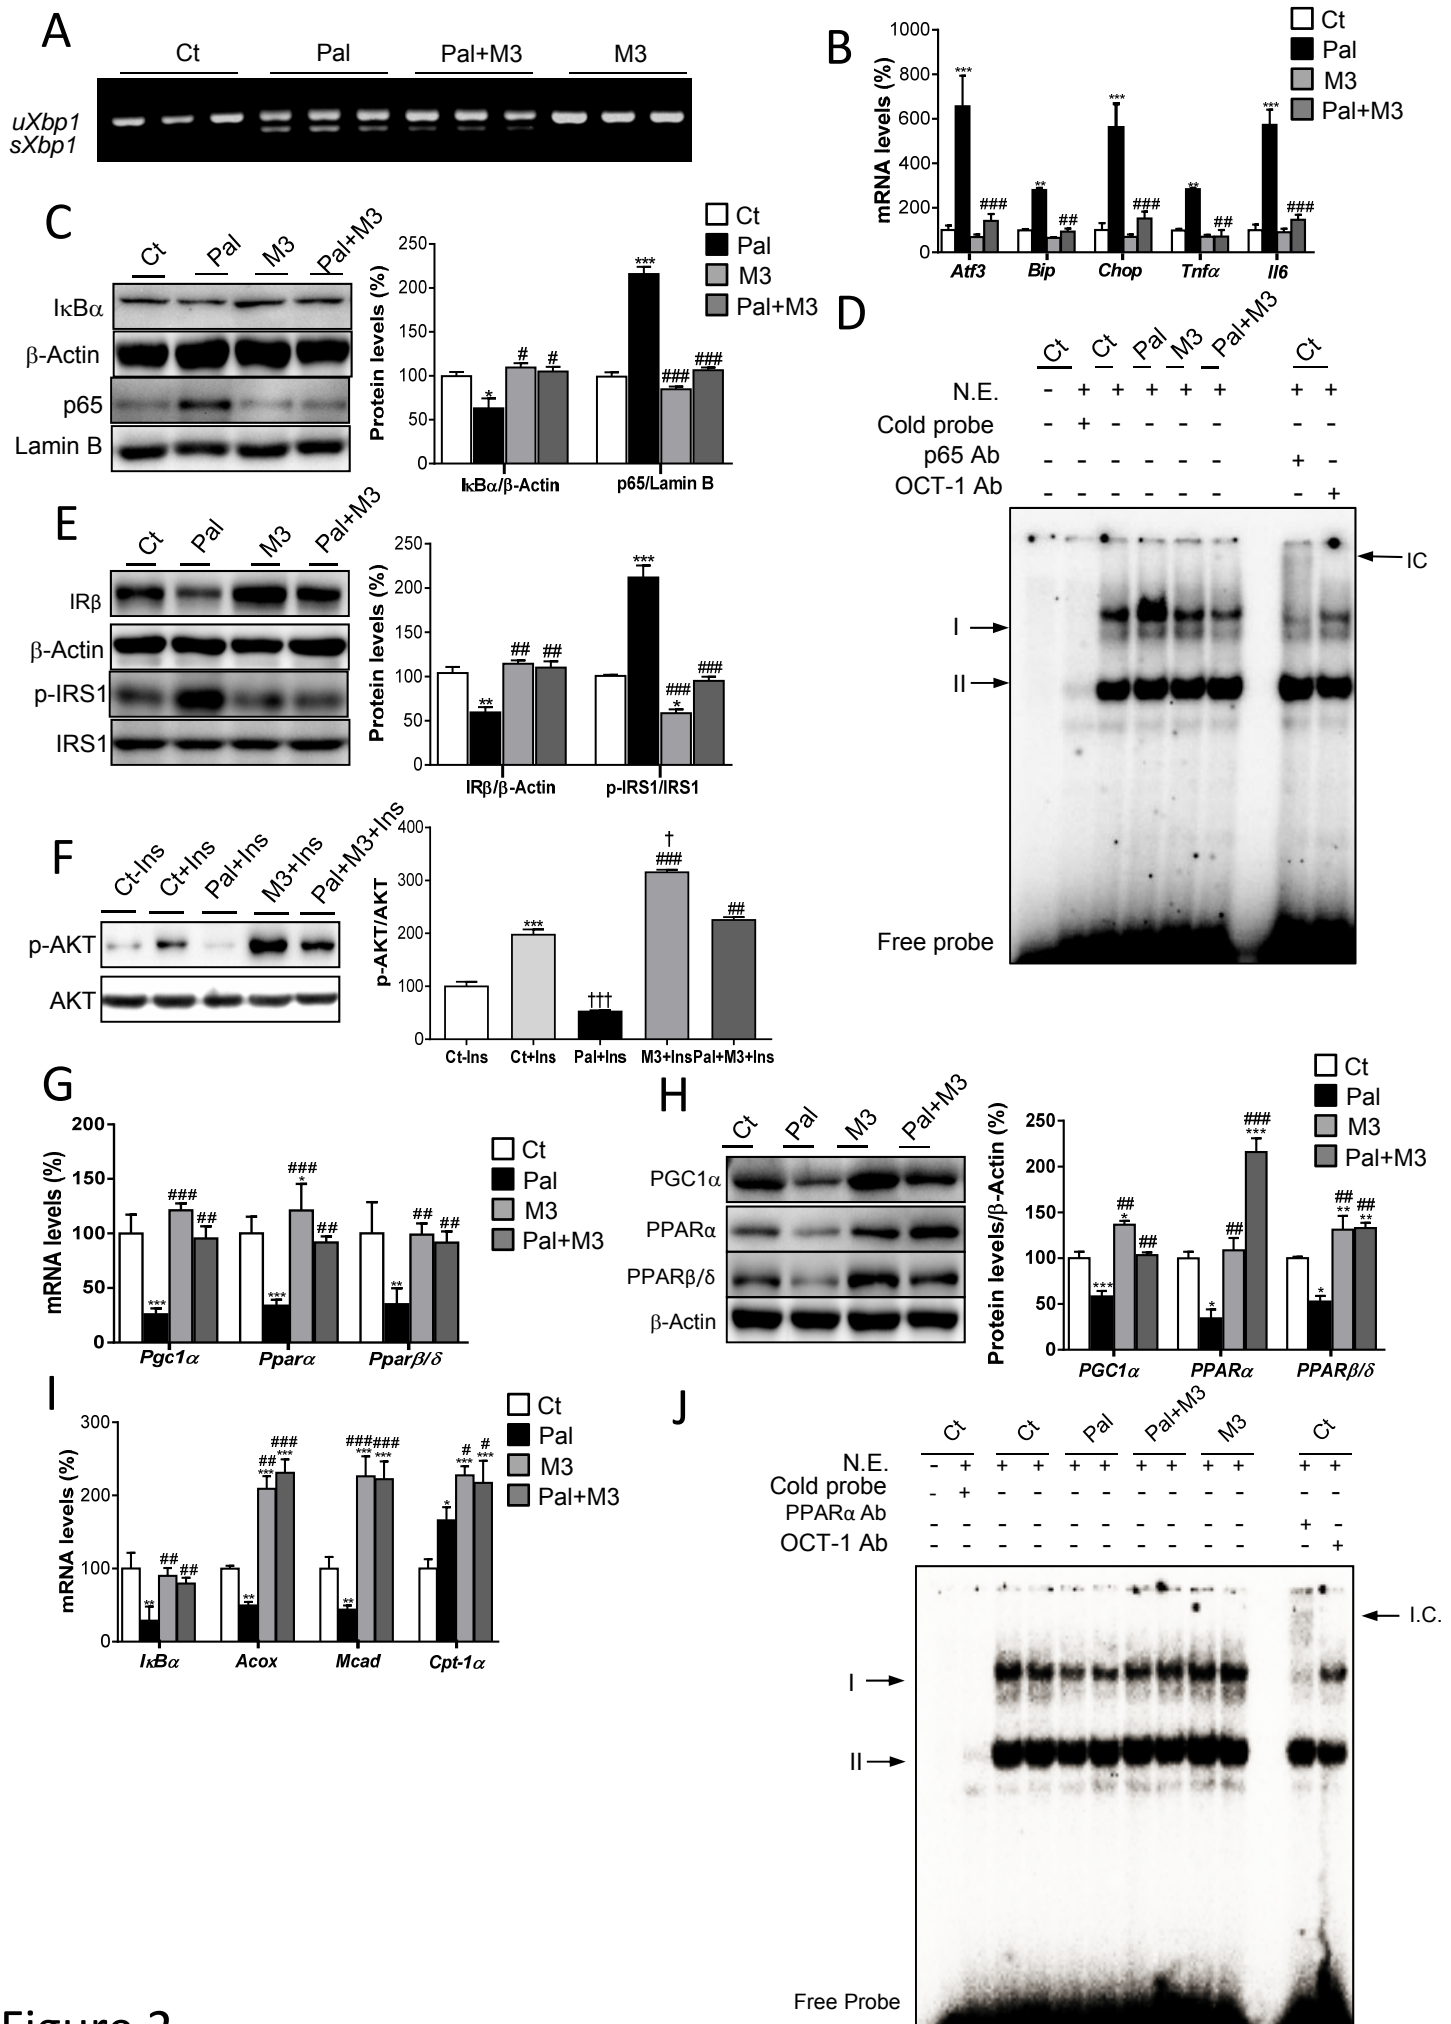 A
Ct Pal Pal+M3 M3
uXbp1
sXbp1
B
mRNA levels (%)
1000
800
600
400
200
0
*** ** *** ** ***
### ## ### ## ###
Atf3 Bip Chop Tnfα Il6
Ct
Pal
M3
Pal+M3
C
Ct Pal M3 Pal+M3
IκBα
β-Actin
p65
Lamin B
Protein levels (%)
250
200
150
100
50
0
* # # *** ### ###
IκBα/β-Actin p65/Lamin B
Ct
Pal
M3
Pal+M3
D
Ct Ct Pal M3 Pal+M3 Ct
N.E. - + + + + + + +
Cold probe - + - - - - - -
p65 Ab - - - - - - + -
OCT-1 Ab - - - - - - - +
IC
I
II
Free probe
E
Ct Pal M3 Pal+M3
IRβ
β-Actin
p-IRS1
IRS1
Protein levels (%)
250
200
150
100
50
0
** ## ## *** ### * ###
IRβ/β-Actin p-IRS1/IRS1
F
Ct-Ins Ct+Ins Pal+Ins M3+Ins Pal+M3+Ins
p-AKT
AKT
p-AKT/AKT
400
300
200
100
0
*** ††† † ### ##
Ct-Ins Ct+Ins Pal+Ins M3+Ins Pal+M3+Ins
G
mRNA levels (%)
200
150
100
50
0
*** ### ## *** ### * ## ** ## ##
Pgc1α Pparα Pparβ/δ
Ct
Pal
M3
Pal+M3
H
Ct Pal M3 Pal+M3
PGC1α
PPARα
PPARβ/δ
β-Actin
Protein levels/β-Actin (%)
250
200
150
100
50
0
*** ## * ## * ## ### *** * ## ** ## **
PGC1α PPARα PPARβ/δ
Ct
Pal
M3
Pal+M3
I
mRNA levels (%)
300
200
100
0
** ## ## ** ## *** ### *** ** ### *** ### *** * # *** # ***
IκBα Acox Mcad Cpt-1α
Ct
Pal
M3
Pal+M3
J
Ct Ct Pal Pal+M3 M3 Ct
N.E. - + + + + + + + + + + +
Cold probe - + - - - - - - - - - -
PPARα Ab - - - - - - - - - - + -
OCT-1 Ab - - - - - - - - - - - +
I.C.
I
II
Free Probe